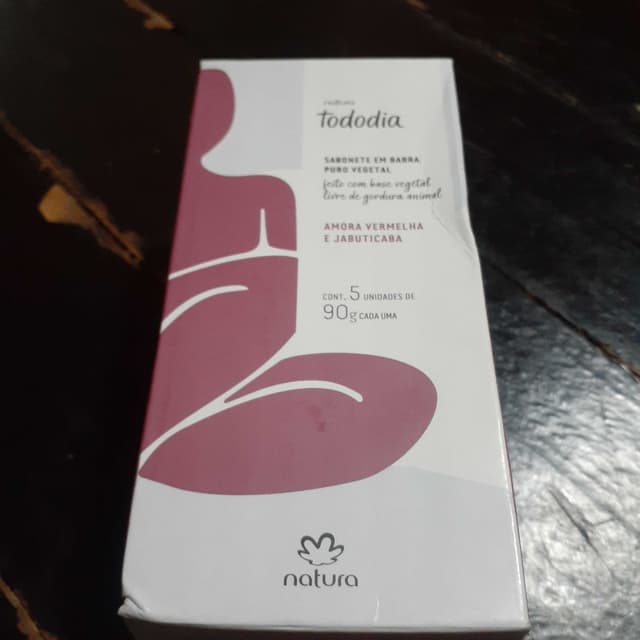 natura
tododia
SABONETE EM BARRA
PURO VEGETAL
feito com base vegetal
livre de gordura animal
AMORA VERMELHA
E JABUTICABA
CONT. 5 UNIDADES DE
90g CADA UMA
natura